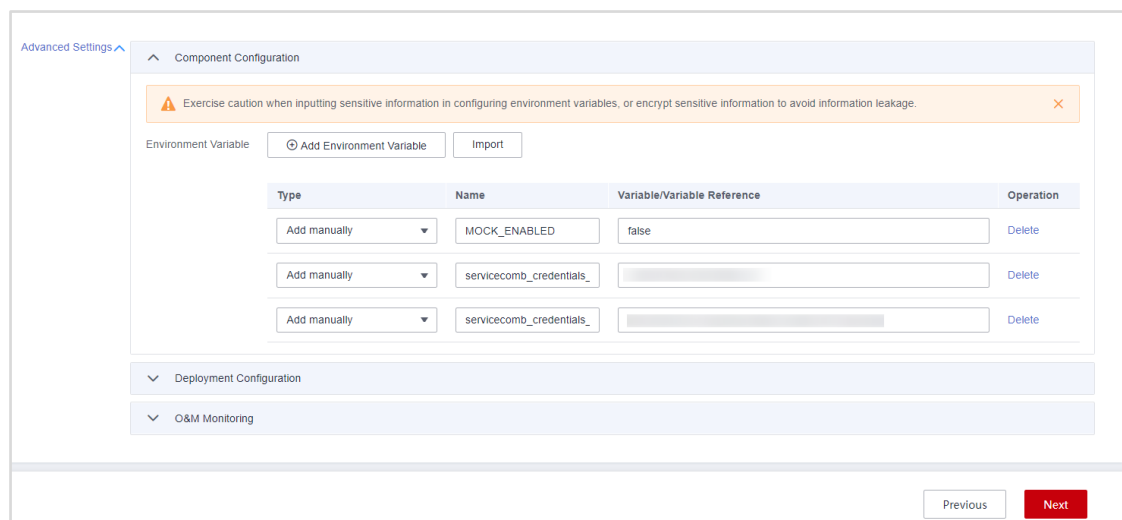 Advanced Settings
Component Configuration
Exercise caution when inputting sensitive information in configuring environment variables, or encrypt sensitive information to avoid information leakage.
Environment Variable Add Environment Variable Import
Type Name Variable/Variable Reference Operation
Add manually MOCK_ENABLED false Delete
Add manually servicecomb_credentials_ Delete
Add manually servicecomb_credentials_ Delete
Deployment Configuration
O&M Monitoring
Previous Next